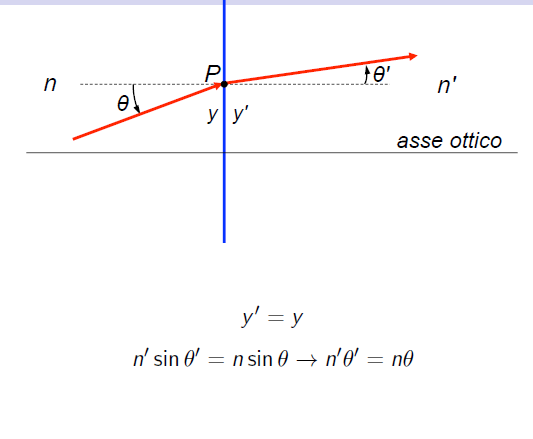 P
θ'
n
n'
θ
y y'
asse ottico
y′ = y
n′ sin θ′ = n sin θ → n′θ′ = nθ